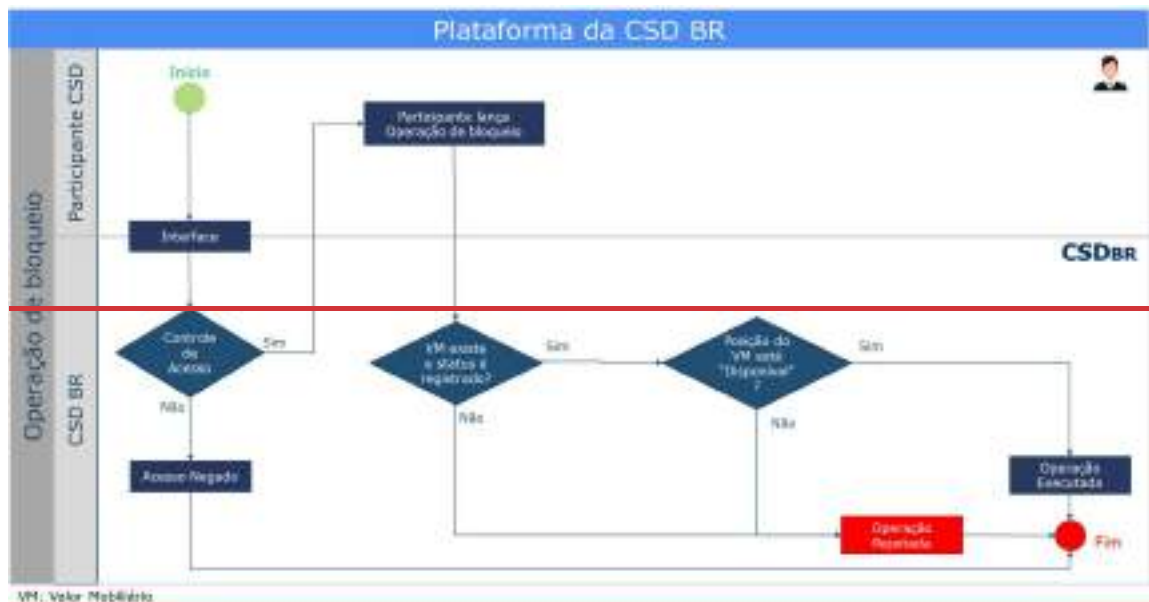 Plataforma da CSD BR
Operação de bloqueio
Participante CSD
CSD BR
Início
Participante lança
Operação de bloqueio
Interface
CSDBR
Controle
de
Acesso
Sim
Não
VM existe
e status é
registrado?
Sim
Não
Posição do
VM está
"Disponível"
?
Sim
Não
Acesso Negado
Operação
Executada
Operação
Rejeitada
Fim
VM: Valor Mobiliário